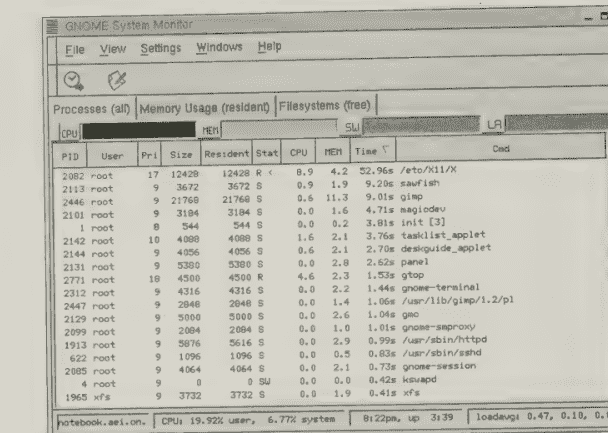 GNOME System Monitor
File View Settings Windows Help
Processes (all) Memory Usage (resident) Filesystems (free)
CPU MEM SW LA
PID User Pri Size Resident Stat CPU MEM Time Cmd
2082 root 17 12428 12428 R < 8.9 4.2 52.96s /etc/X11/X
2113 root 9 3672 3672 S 0.9 1.9 9.20s sawfish
2446 root 9 21768 21768 S 0.6 11.3 9.01s gimp
2101 root 9 3184 3184 S 0.0 1.6 4.71s magicdev
1 root 8 544 544 S 0.0 0.2 3.81s init [3]
2142 root 10 4088 4088 S 1.6 2.1 3.76s tasklist_applet
2144 root 9 4056 4056 S 0.6 2.1 2.70s deskguide_applet
2131 root 9 5380 5380 S 0.0 2.8 2.62s panel
2771 root 18 4500 4500 R 4.6 2.3 1.53s gtop
2312 root 9 4316 4316 S 0.0 2.2 1.44s gnome-terminal
2447 root 9 2848 2848 S 0.0 1.4 1.06s /usr/lib/gimp/1.2/pl
2129 root 9 5000 5000 S 0.0 2.6 1.04s gmc
2099 root 9 2084 2084 S 0.0 1.0 1.01s gnome-smproxy
1913 root 9 5876 5616 S 0.0 2.9 0.99s /usr/sbin/httpd
622 root 9 1096 1096 S 0.0 0.5 0.83s /usr/sbin/sshd
2085 root 9 4064 4064 S 0.0 2.1 0.73s gnome-session
4 root 9 0 0 SW 0.0 0.0 0.42s kswapd
1965 xfs 9 3732 3732 S 0.0 1.9 0.41s xfs
notebook.aei.on. CPU: 19.92% user, 6.77% system 8:22pm, up 3:39 loadavg: 0.47, 0.10, 0.